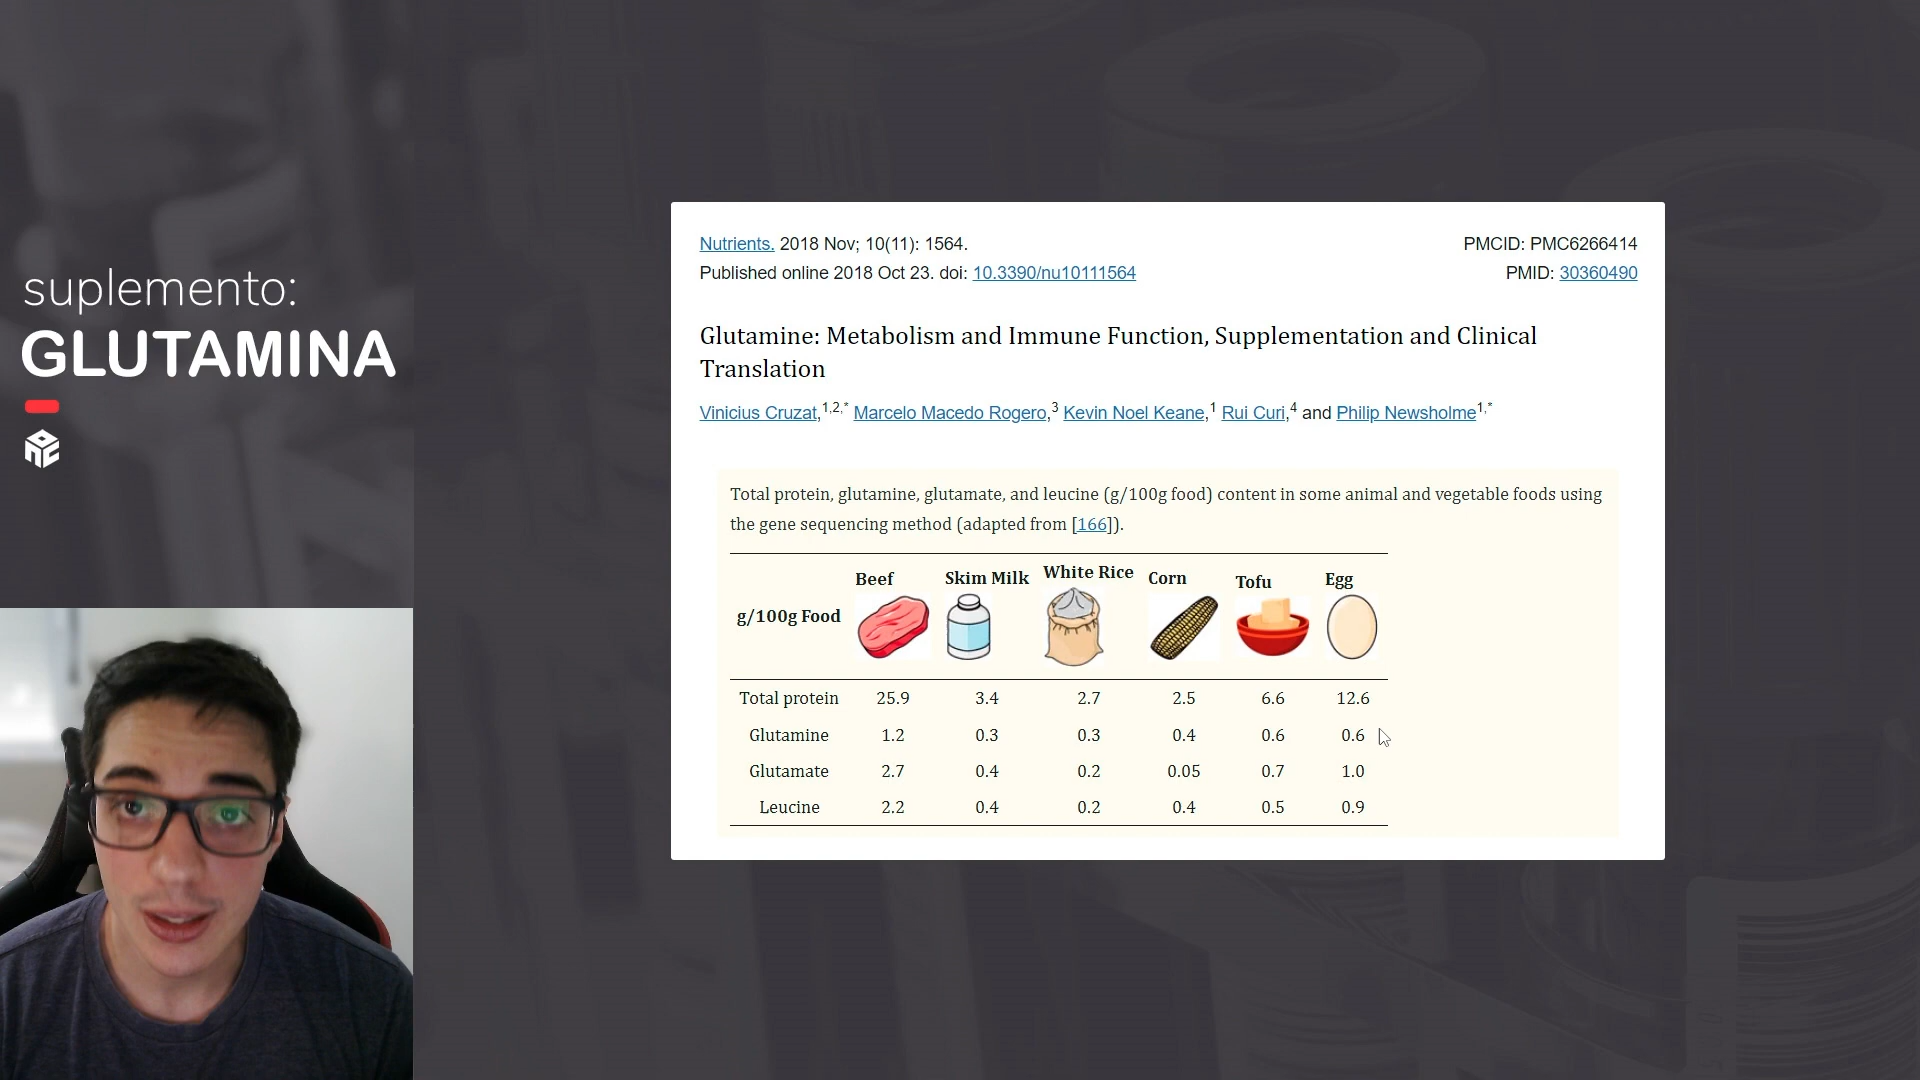 suplemento:
GLUTAMINA
Nutrients. 2018 Nov; 10(11): 1564.
PMCID: PMC6266414
Published online 2018 Oct 23. doi: 10.3390/nu10111564
PMID: 30360490
Glutamine: Metabolism and Immune Function, Supplementation and Clinical
Translation
Vinicius Cruzat,1,2,* Marcelo Macedo Rogero,3 Kevin Noel Keane,1 Rui Curi,4 and Philip Newsholme1,*
Total protein, glutamine, glutamate, and leucine (g/100g food) content in some animal and vegetable foods using
the gene sequencing method (adapted from [166]).
g/100g Food Beef Skim Milk White Rice Corn Tofu Egg
Total protein 25.9 3.4 2.7 2.5 6.6 12.6
Glutamine 1.2 0.3 0.3 0.4 0.6 0.6
Glutamate 2.7 0.4 0.2 0.05 0.7 1.0
Leucine 2.2 0.4 0.2 0.4 0.5 0.9